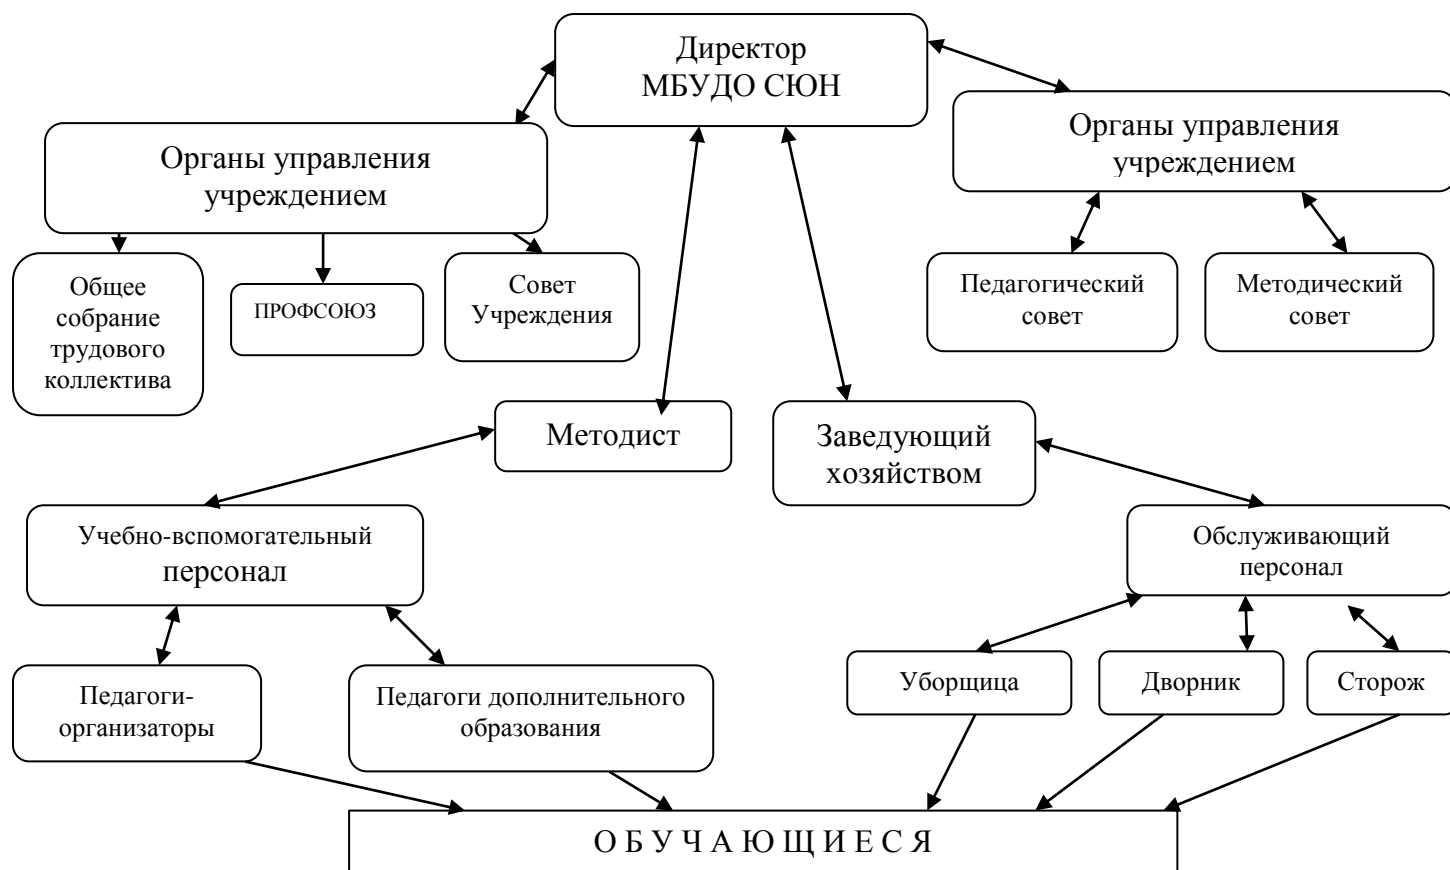 Директор
МБУДО СЮН
Органы управления
учреждением
Органы управления
учреждением
Общее
собрание
трудового
коллектива
ПРОФСОЮЗ
Совет
Учреждения
Педагогический
совет
Методический
совет
Методист
Заведующий
хозяйством
Учебно-вспомогательный
персонал
Обслуживающий
персонал
Педагоги-
организаторы
Педагоги дополнительного
образования
Уборщица
Дворник
Сторож
О Б У Ч А Ю Щ И Е С Я